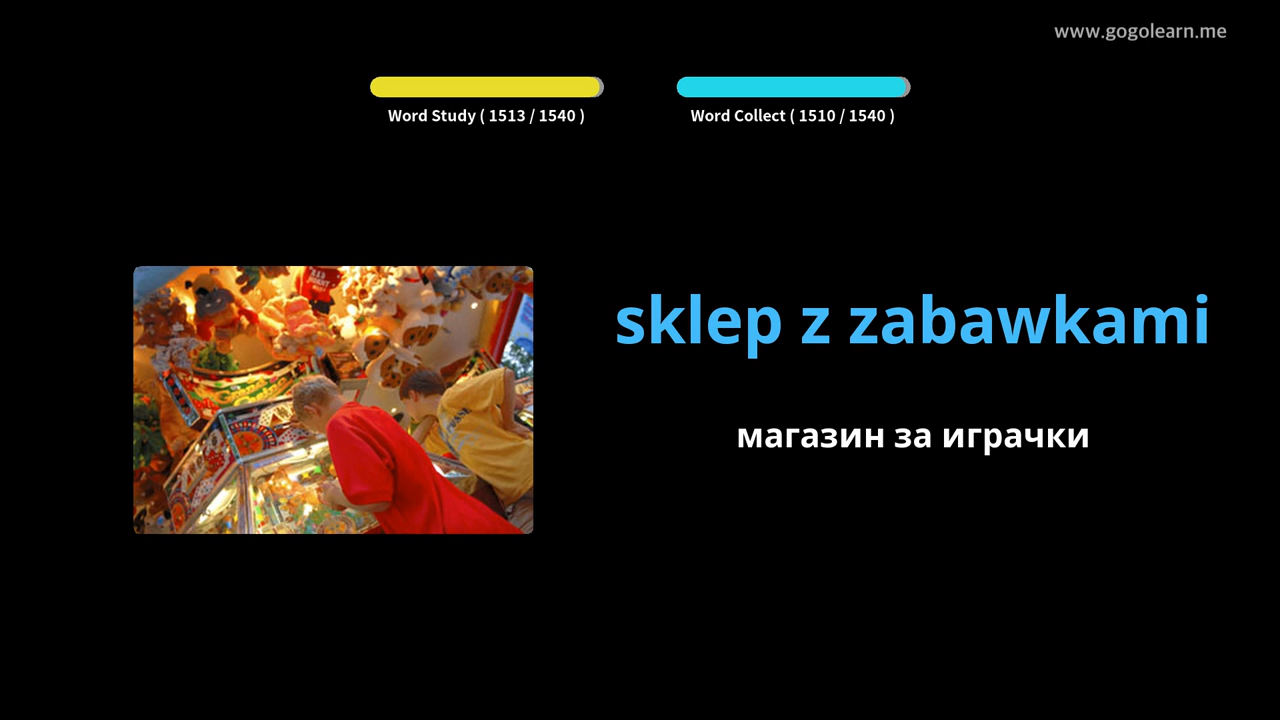 www.gogolearn.me
Word Study ( 1513 / 1540 )
Word Collect ( 1510 / 1540 )
sklep z zabawkami
магазин за играчки